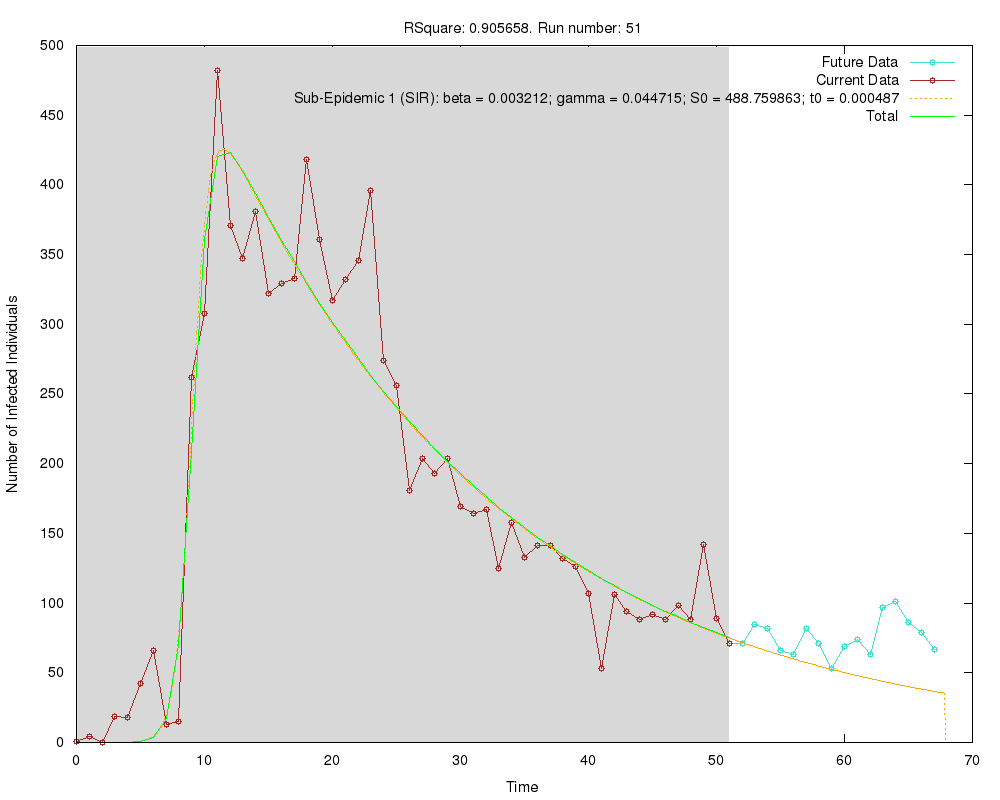 RSquare: 0.905658. Run number: 51
500
450
400
350
300
250
200
150
100
50
0
Number of Infected Individuals
Future Data
Current Data
Sub-Epidemic 1 (SIR): beta = 0.003212; gamma = 0.044715; S0 = 488.759863; t0 = 0.000487
Total
0 10 20 30 40 50 60 70
Time